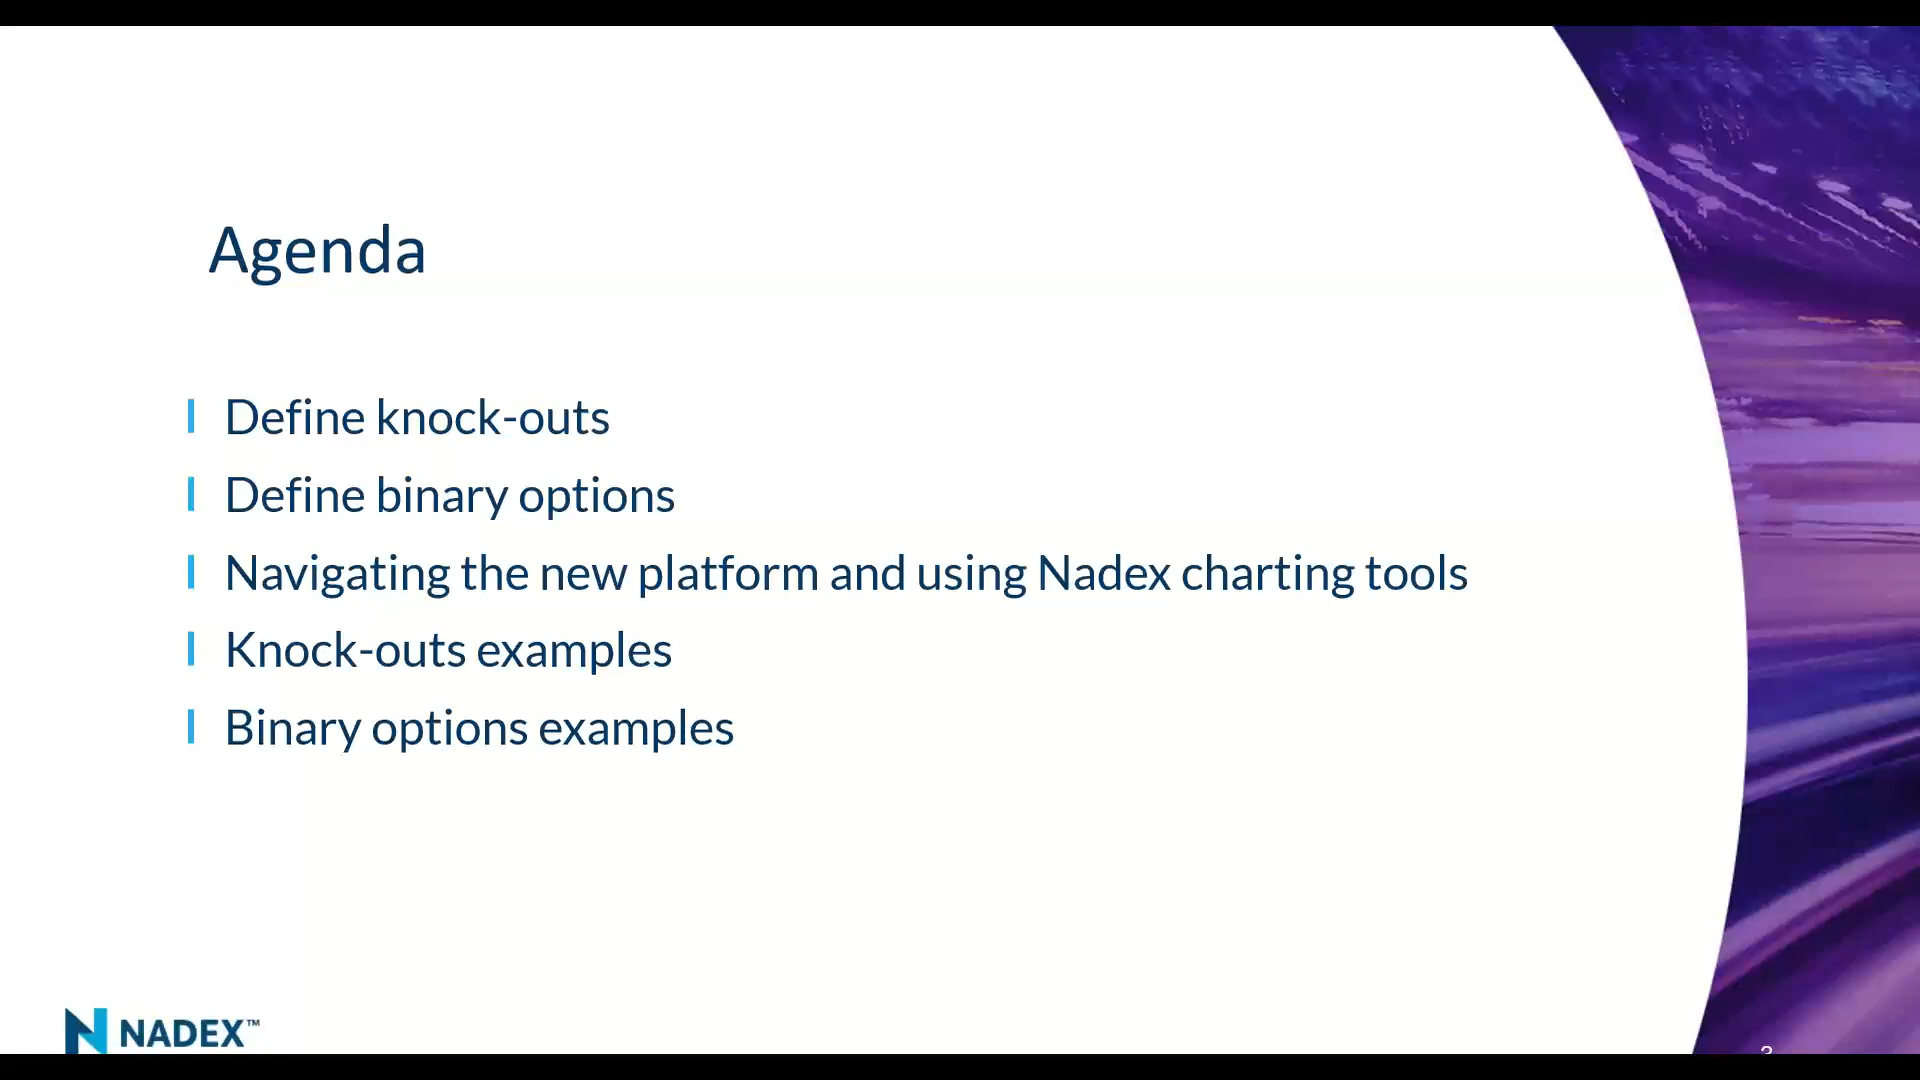 Agenda
Define knock-outs
Define binary options
Navigating the new platform and using Nadex charting tools
Knock-outs examples
Binary options examples
NADEX™